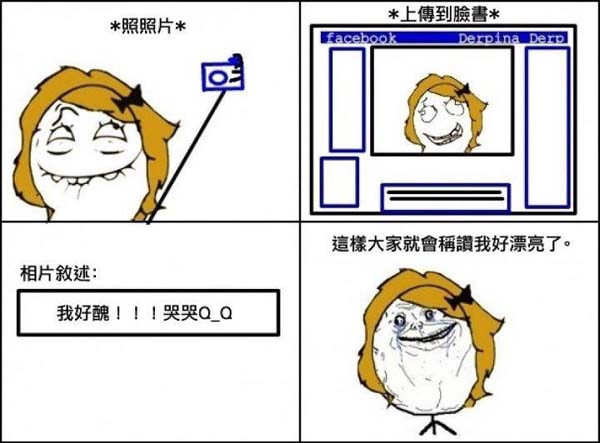 *照照片*
*上傳到臉書*
facebook Derpina Derp
相片敘述:
我好醜！！！哭哭Q_Q
這樣大家就會稱讚我好漂亮了。